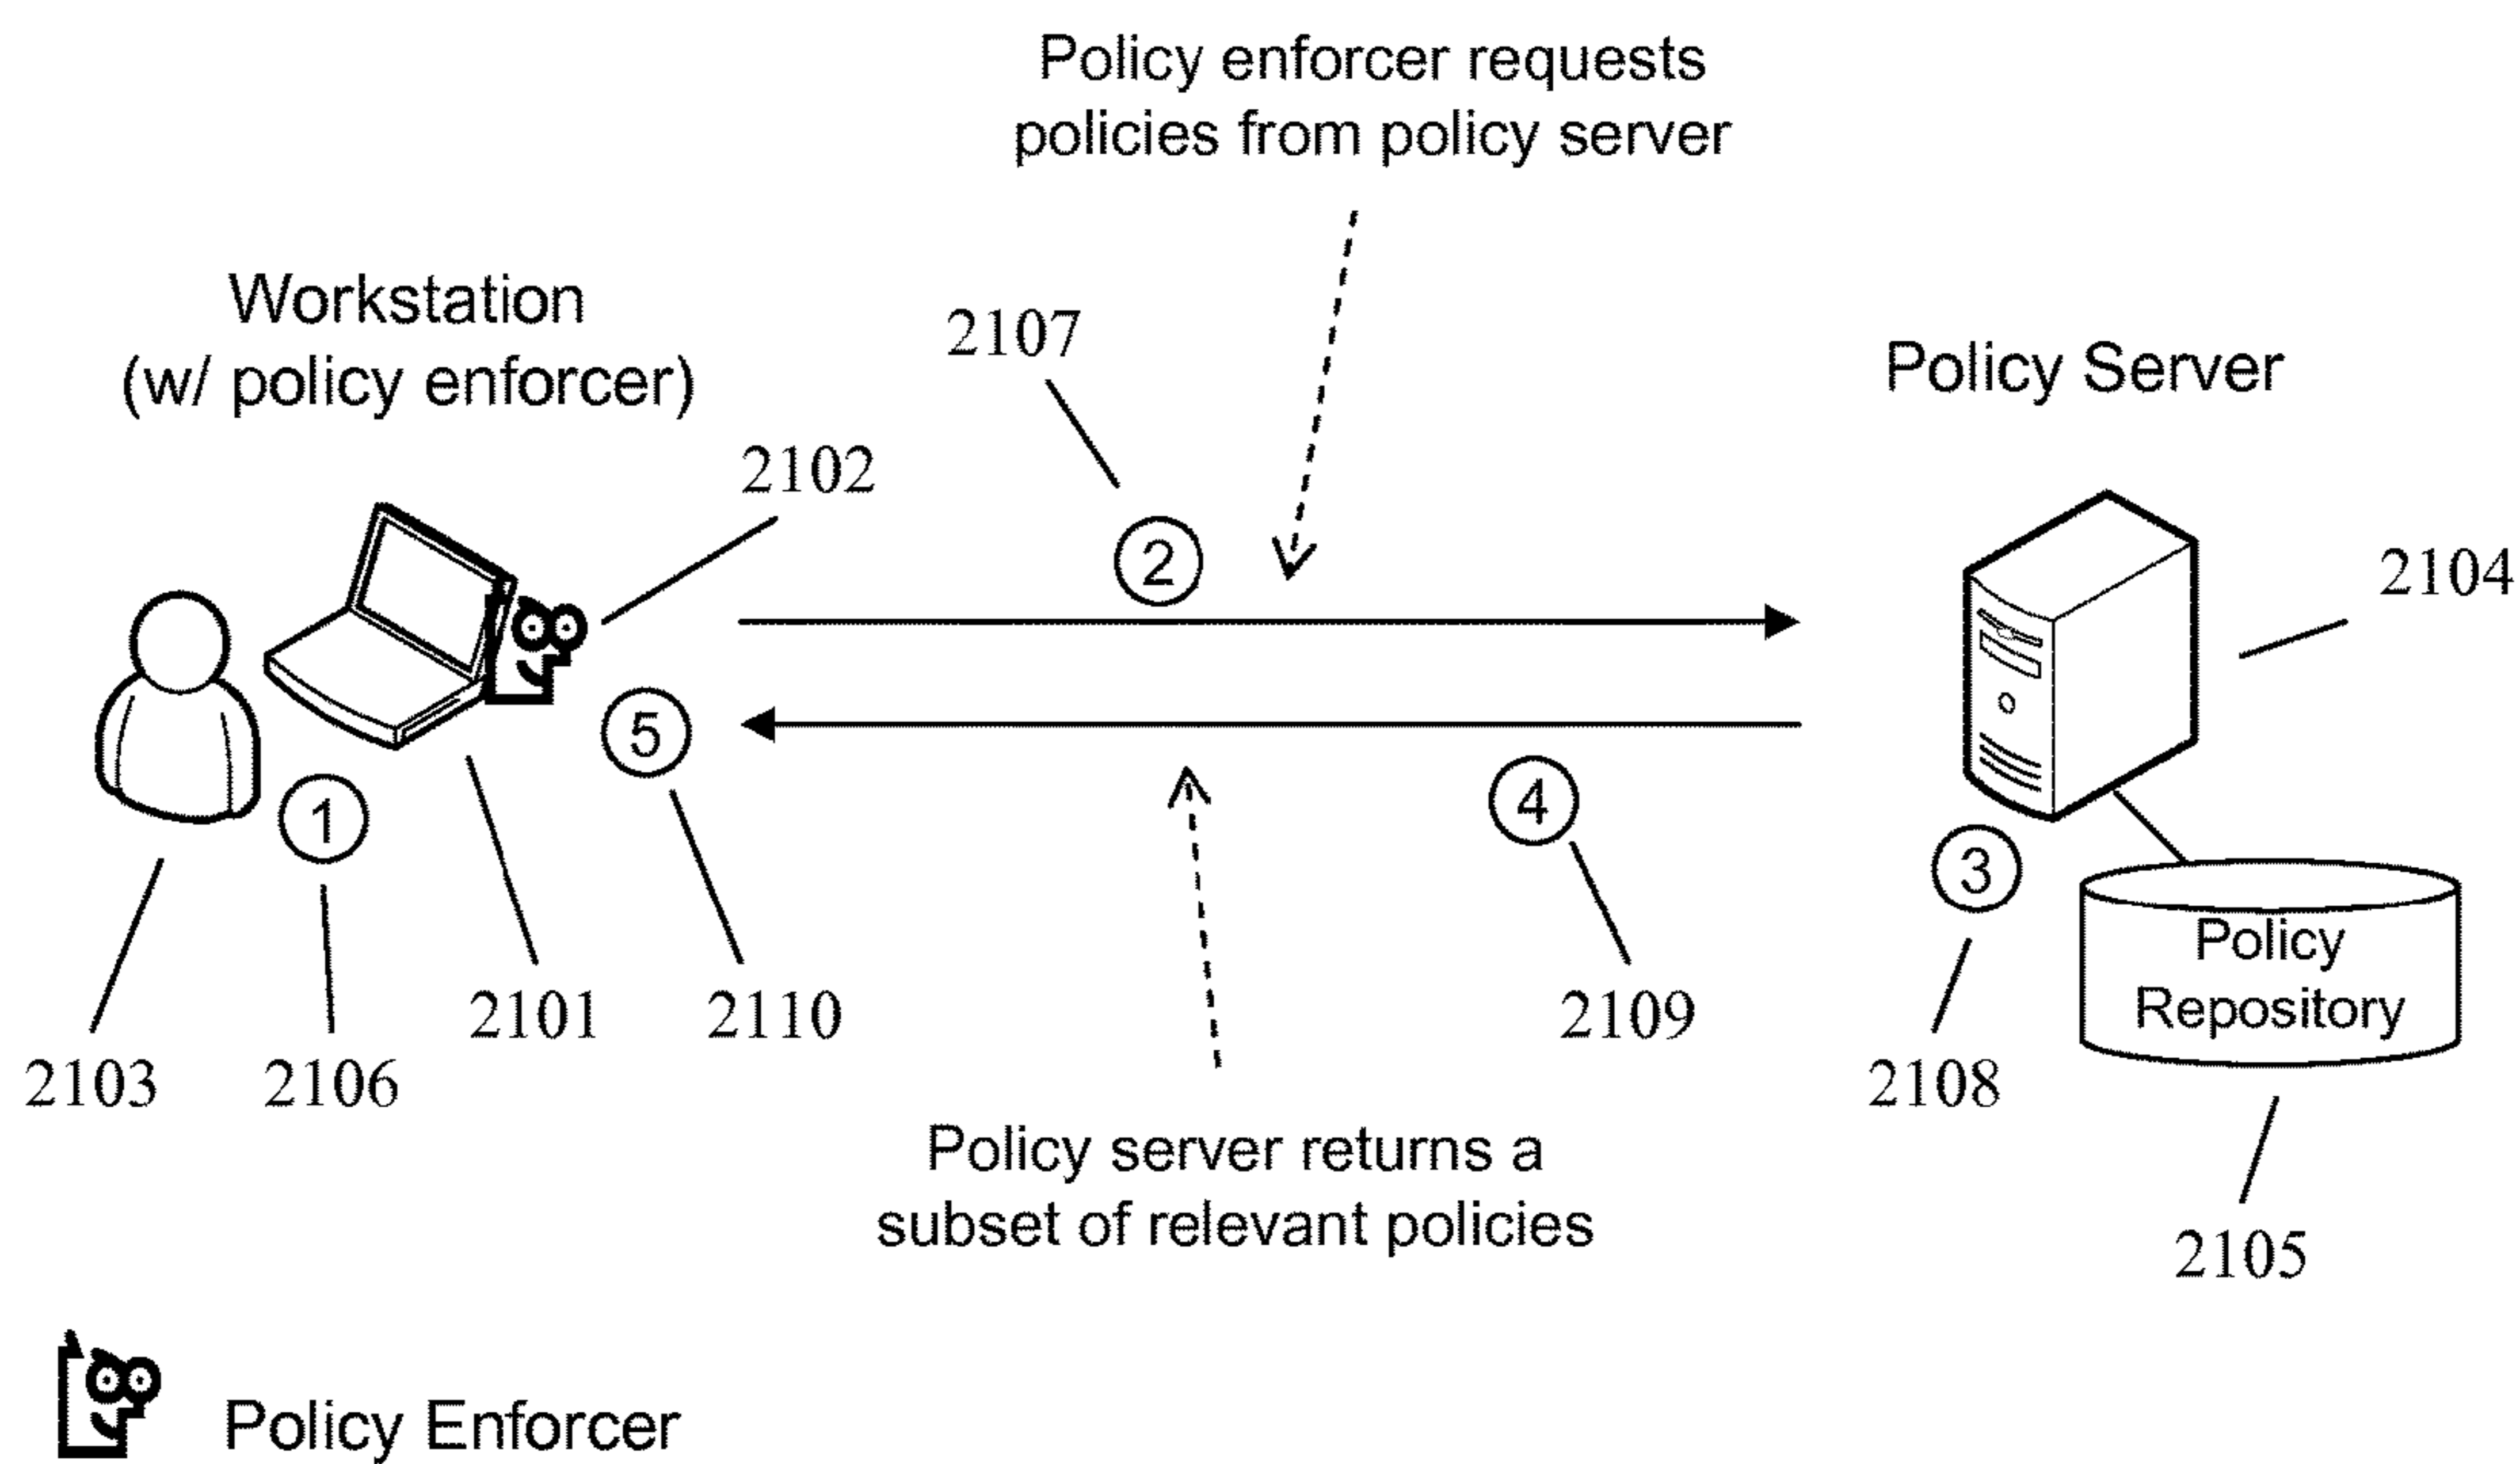 Policy enforcer requests
policies from policy server
Workstation
(w/ policy enforcer)
2107
Policy Server
2102
2
2104
5
4
1
3
Policy
Repository
2101
2110
2109
2103
2106
2108
Policy server returns a
subset of relevant policies
2105
Policy Enforcer